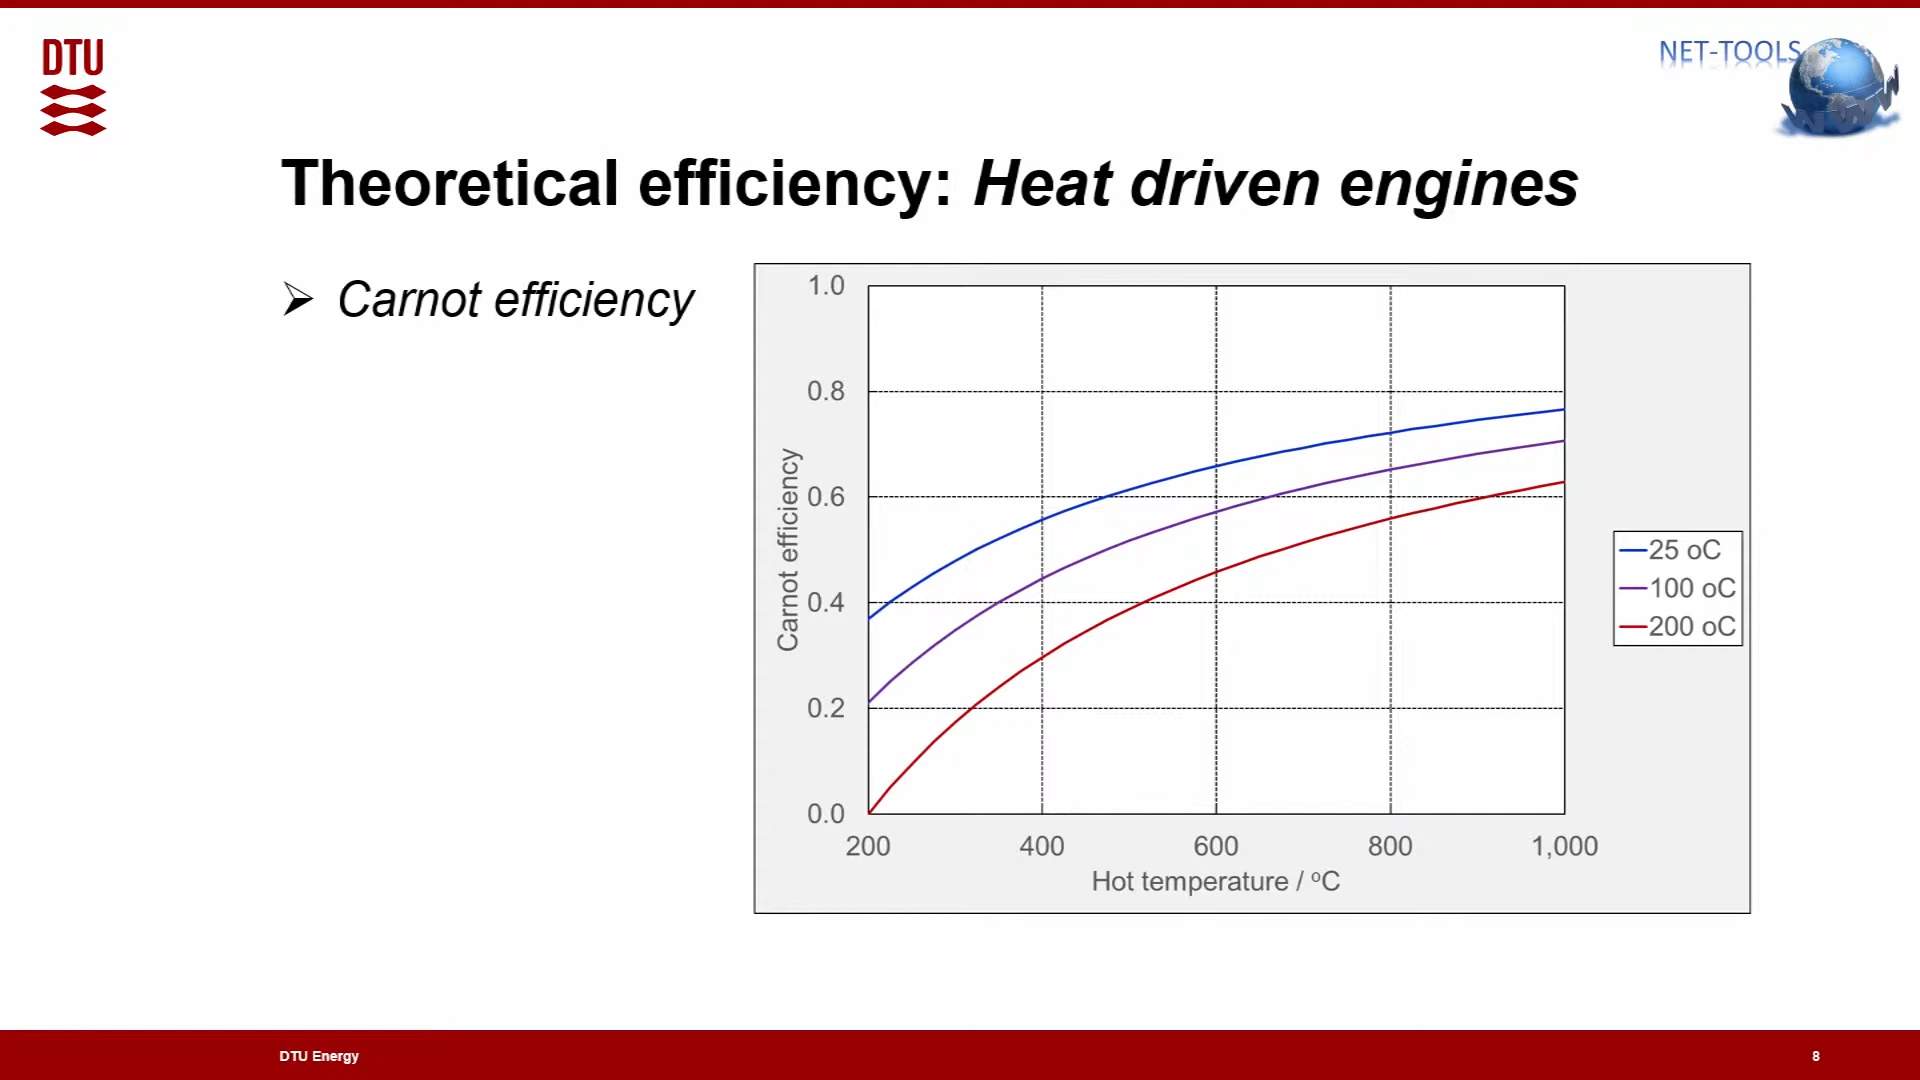 DTU
NET-TOOLS
WWW
Theoretical efficiency: Heat driven engines
Carnot efficiency
1.0
0.8
0.6
0.4
0.2
0.0
Carnot efficiency
200 400 600 800 1,000
Hot temperature / ºC
25 oC
100 oC
200 oC
DTU Energy
8